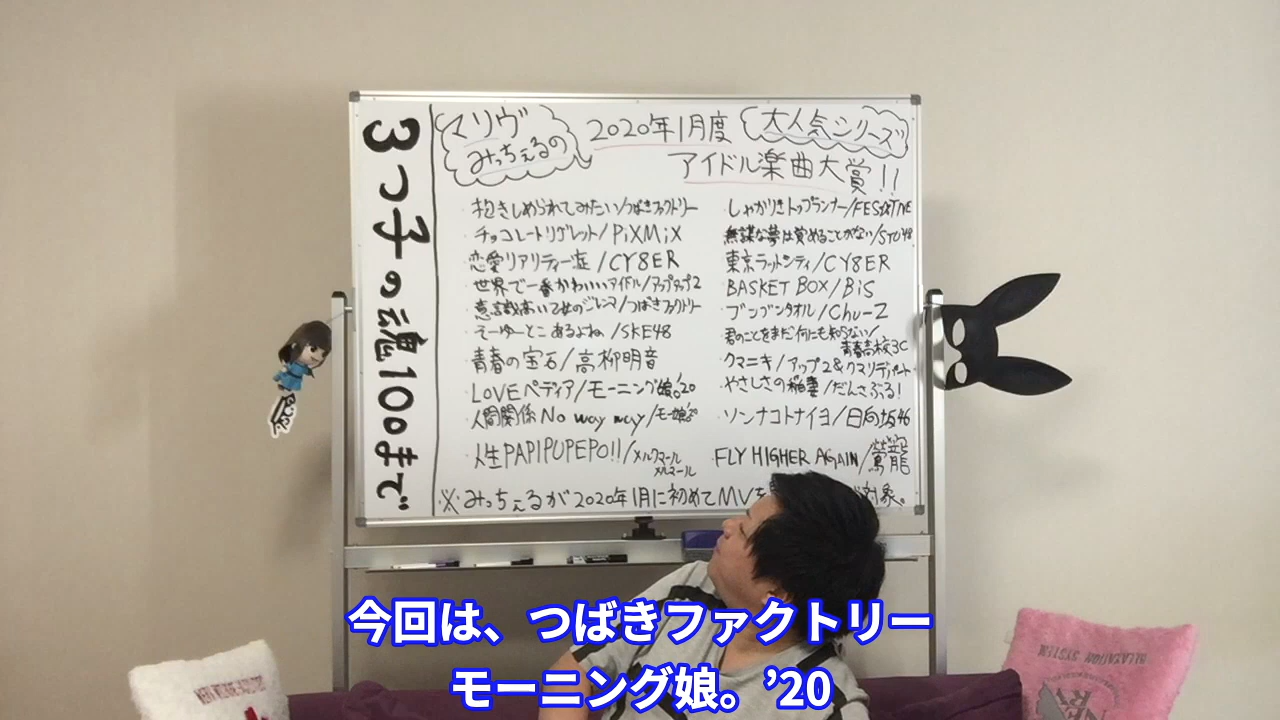 3つ子の魂100まで
マリヴ
みっちぇるの
2020年1月度
大人気シリーズ
アイドル楽曲大賞!!
・抱きしめられてみたい/つばきファクトリー
・チョコレートリグレット/PiXMiX
・恋愛リアリティー症/CY8ER
・世界で一番かわいいアイドル/アップアップ2
・意識高い乙女のジレンマ/つばきファクトリー
・そーゆーとこあるよね/SKE48
・青春の宝石/高柳明音
・LOVEペディア/モーニング娘。'20
・人間関係No way way/モー娘。'20
・人生PAPIPUPEPO!!/メルクマール
メルマール
・しゃかりきトップランナー/FES☆TIVE
・無謀な夢は覚めることがない/STU48
・東京ラットシティ/CY8ER
・BASKET BOX/BiS
・ブンブンタオル/Chu-Z
・君のことをまだ何にも知らない/
青春高校3C
・クマニキ/アップ2&クマリデパート
・やさしさの稲妻/だんさぶる!
・ソンナコトナイヨ/日向坂46
・FLY HIGHER AGAIN/鶯籠
※みっちぇるが2020年1月に初めてMVを
対象。
RELAXATION SYSTEM
今回は、つばきファクトリー
モーニング娘。’20